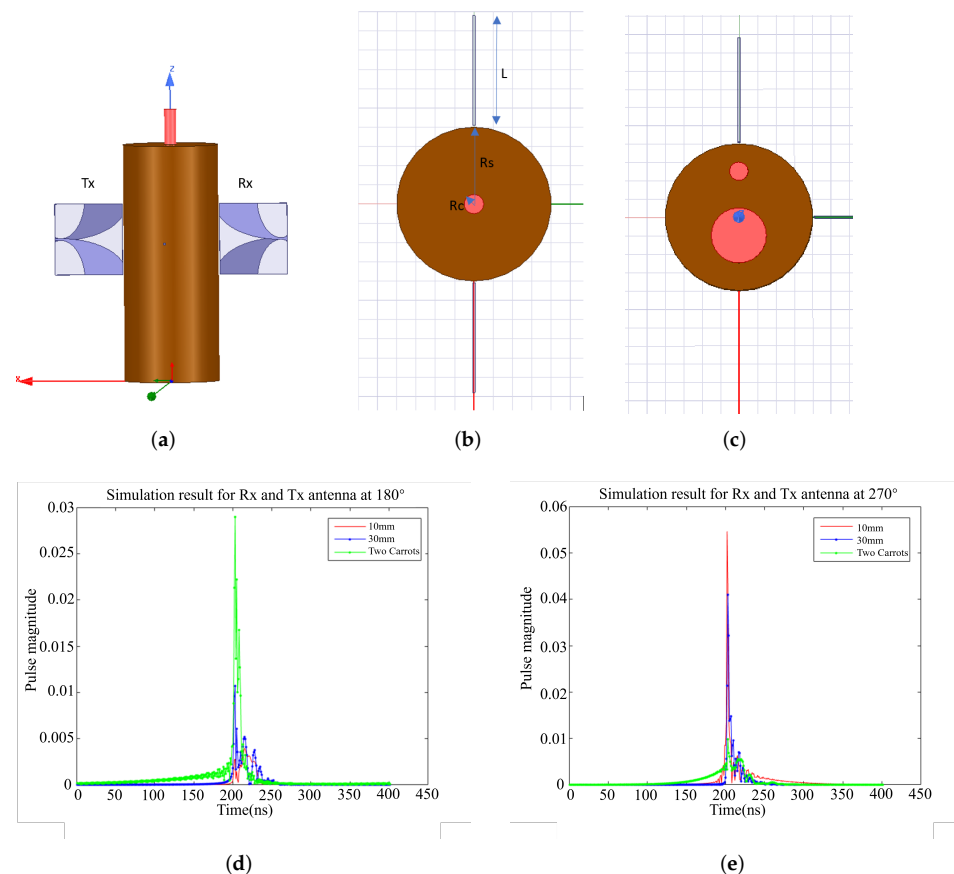 z
Tx
Rx
x
(a)
L
Rs
Rc
(b)
(c)
Simulation result for Rx and Tx antenna at 180°
0.03
0.025
0.02
0.015
0.01
0.005
0
Pulse magnitude
10mm
30mm
Two Carrots
0 50 100 150 200 250 300 350 400 450
Time(ns)
(d)
Simulation result for Rx and Tx antenna at 270°
0.06
0.05
0.04
0.03
0.02
0.01
0
Pulse magnitude
10mm
30mm
Two Carrots
0 50 100 150 200 250 300 350 400 450
Time(ns)
(e)